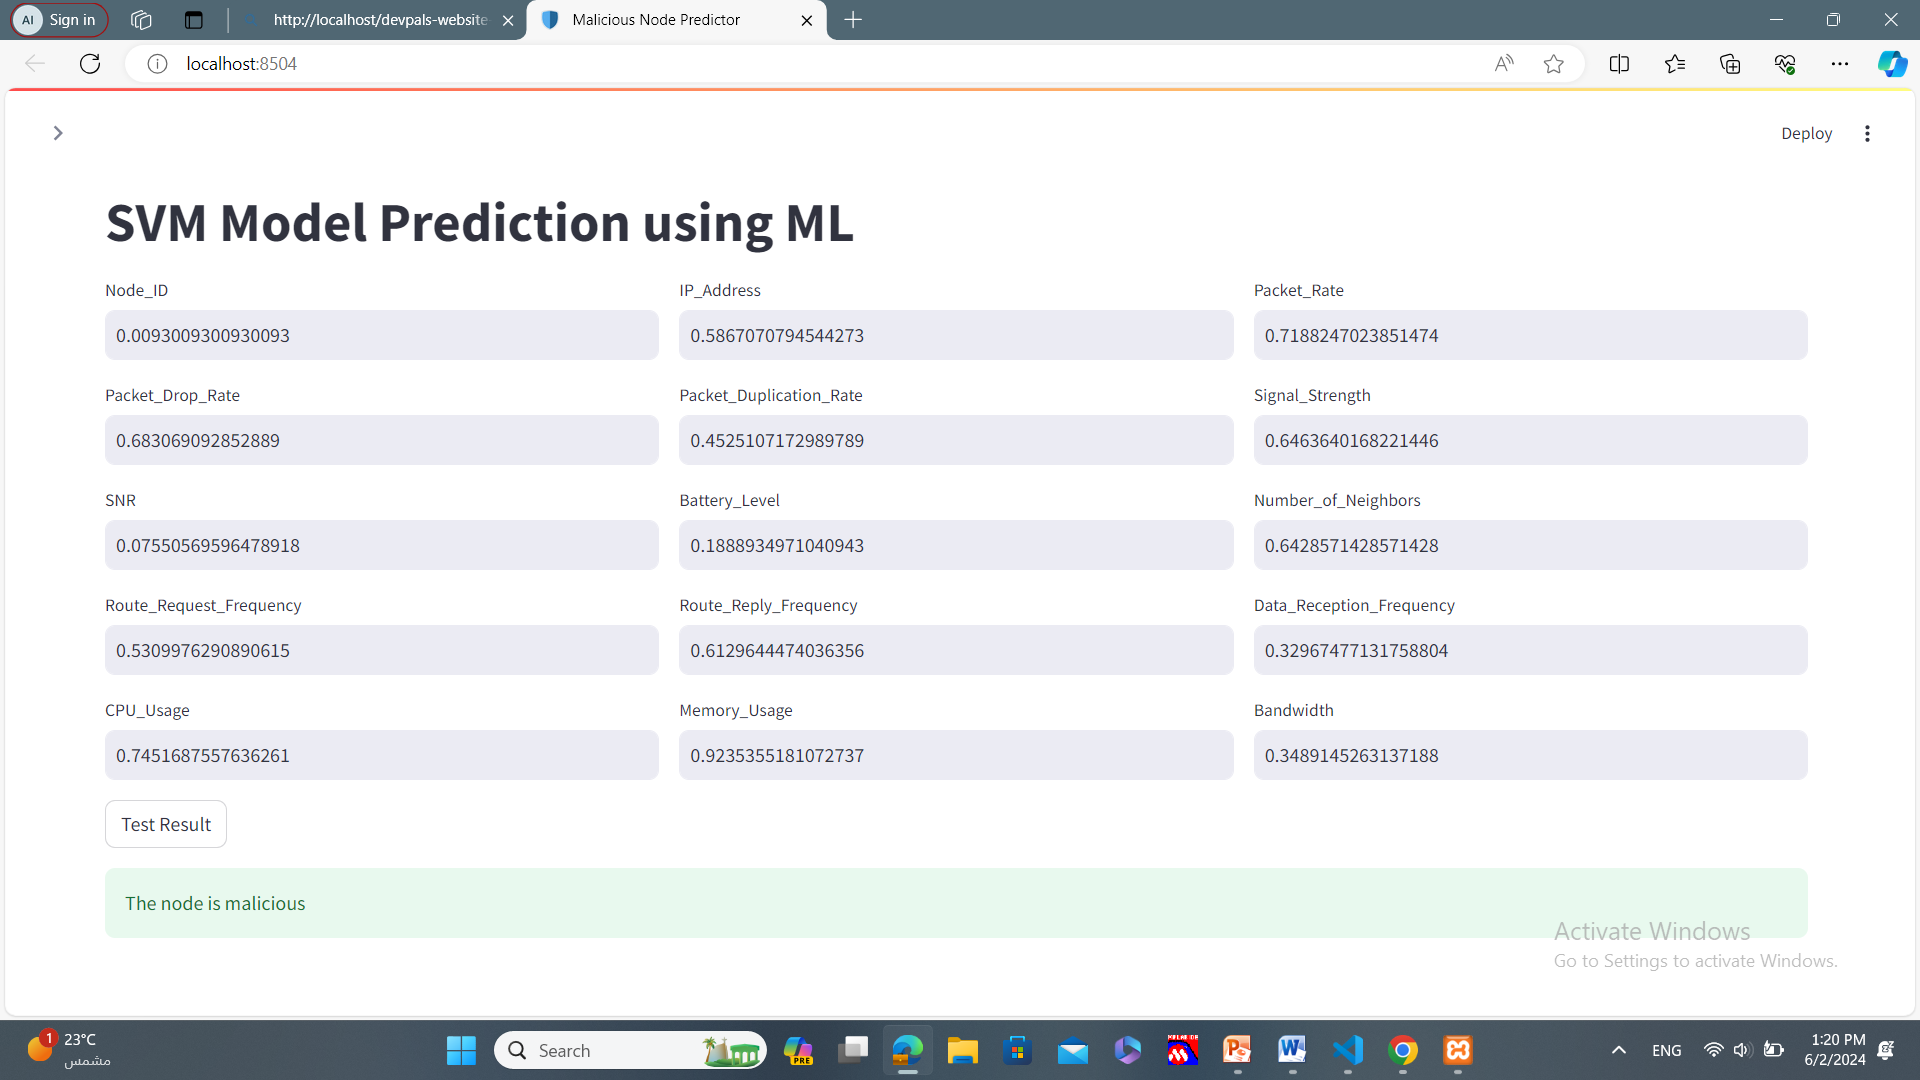 AI Sign in
http://localhost/devpals-website-
Malicious Node Predictor
localhost:8504
Deploy
SVM Model Prediction using ML
Node_ID IP_Address Packet_Rate
0.0093009300930093 0.5867070794544273 0.7188247023851474
Packet_Drop_Rate Packet_Duplication_Rate Signal_Strength
0.683069092852889 0.4525107172989789 0.6463640168221446
SNR Battery_Level Number_of_Neighbors
0.07550569596478918 0.1888934971040943 0.6428571428571428
Route_Request_Frequency Route_Reply_Frequency Data_Reception_Frequency
0.5309976290890615 0.6129644474036356 0.32967477131758804
CPU_Usage Memory_Usage Bandwidth
0.7451687557636261 0.9235355181072737 0.3489145263137188
Test Result
The node is malicious
Activate Windows
Go to Settings to activate Windows.
1 23°C
مشمس
Search
PRE
ENG
1:20 PM
6/2/2024